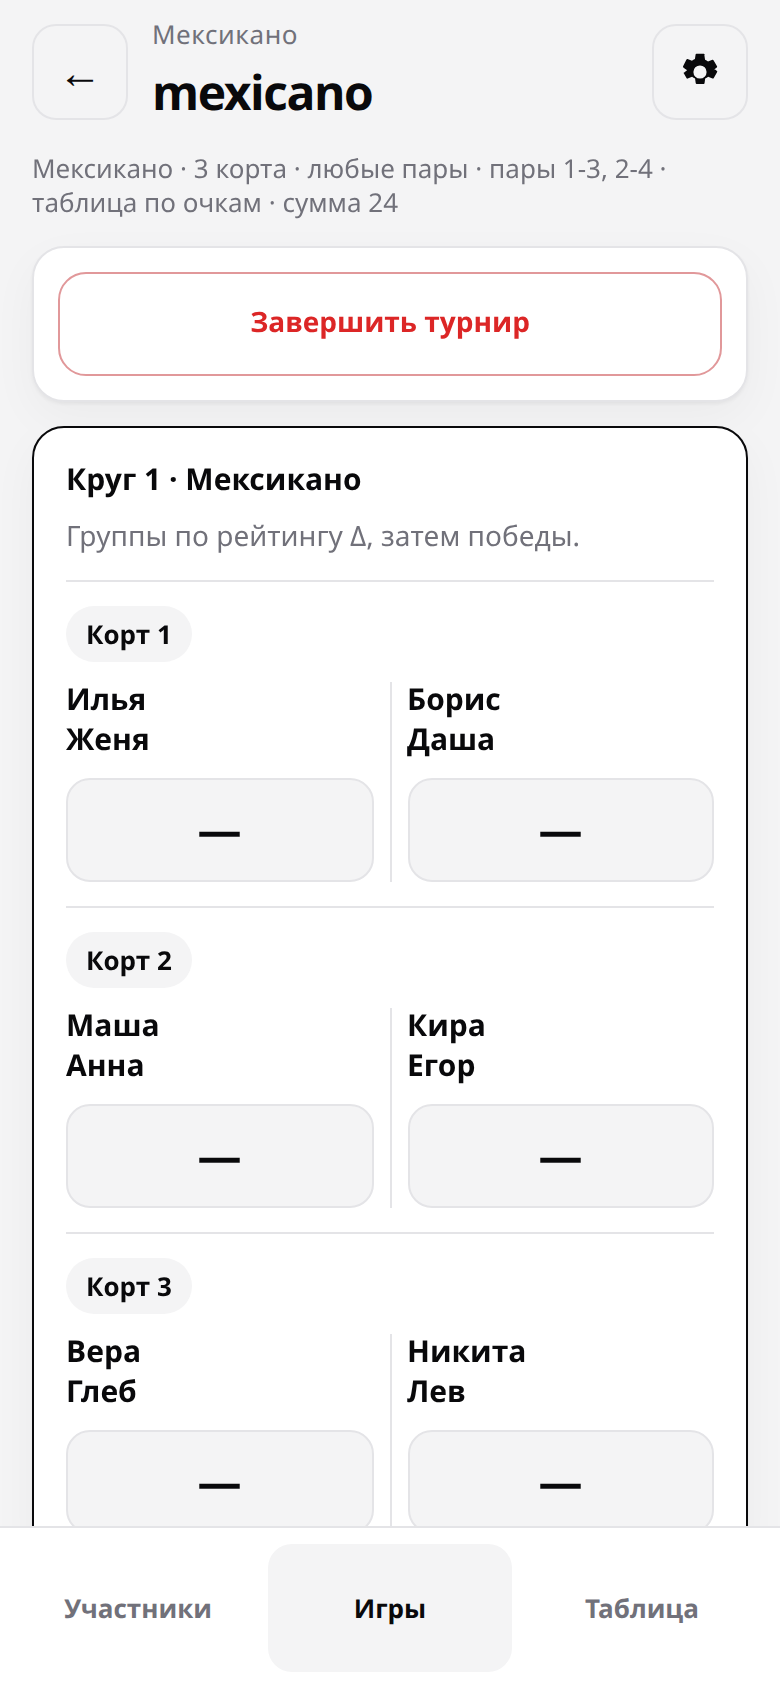 ←
Мексикано
mexicano
Мексикано · 3 корта · любые пары · пары 1-3, 2-4 ·
таблица по очкам · сумма 24
Завершить турнир
Круг 1 · Мексикано
Группы по рейтингу Δ, затем победы.
Корт 1
Илья
Женя
Борис
Даша
—
—
Корт 2
Маша
Анна
Кира
Егор
—
—
Корт 3
Вера
Глеб
Никита
Лев
—
—
Участники
Игры
Таблица